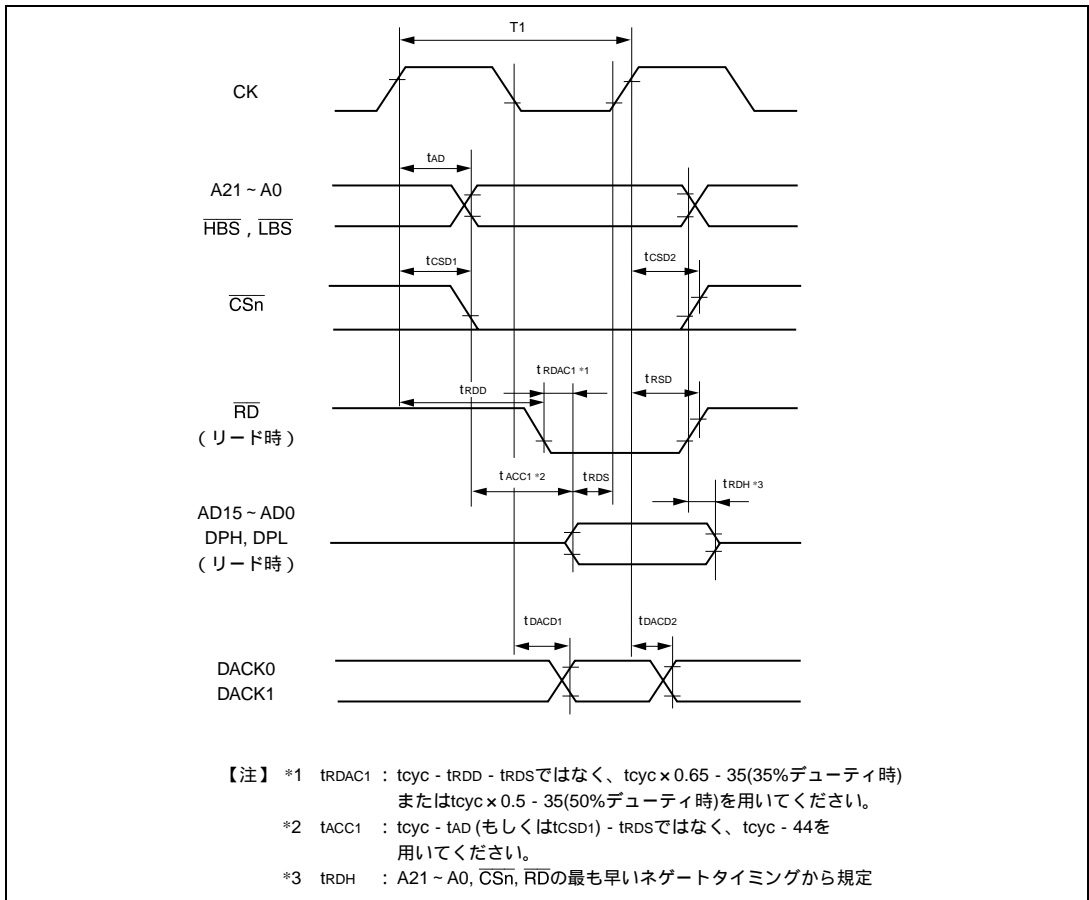 T1
CK
tAD
A21 ~ A0
HBS , LBS
tCSD1
tCSD2
CSn
tRDAC1 *1
tRSD
tRDD
RD
( リード時 )
tACC1 *2
tRDS
tRDH *3
AD15 ~ AD0
DPH, DPL
( リード時 )
tDACD1
tDACD2
DACK0
DACK1
【注】 *1 tRDAC1 : tcyc - tRDD - tRDSではなく、tcyc × 0.65 - 35(35%デューティ時)
またはtcyc × 0.5 - 35(50%デューティ時)を用いてください。
*2 tACC1 : tcyc - tAD (もしくはtCSD1) - tRDSではなく、tcyc - 44を
用いてください。
*3 tRDH : A21 ~ A0, CSn, RDの最も早いネゲートタイミングから規定